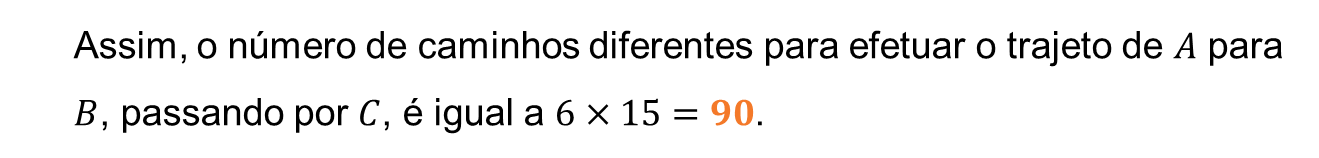 Assim, o número de caminhos diferentes para efetuar o trajeto de A para
B, passando por C, é igual a 6 × 15 = 90.